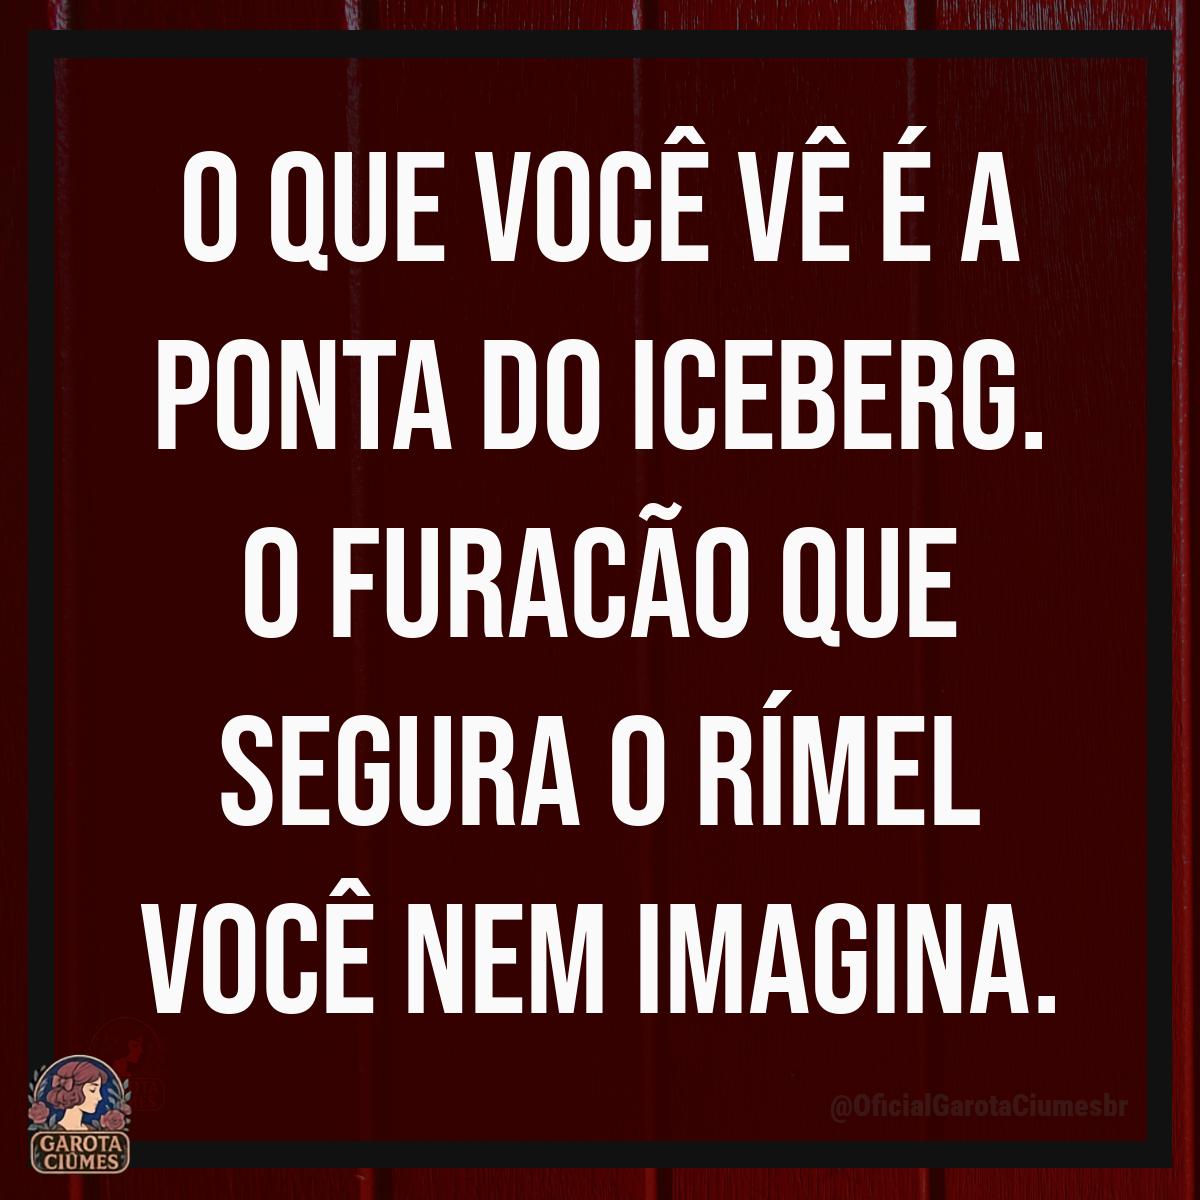 O QUE VOCÊ VÊ É A
PONTA DO ICEBERG.
O FURACÃO QUE
SEGURA O RÍMEL
VOCÊ NEM IMAGINA.
@OficialGarotaCiumesbr
GAROTA
CIÚMES